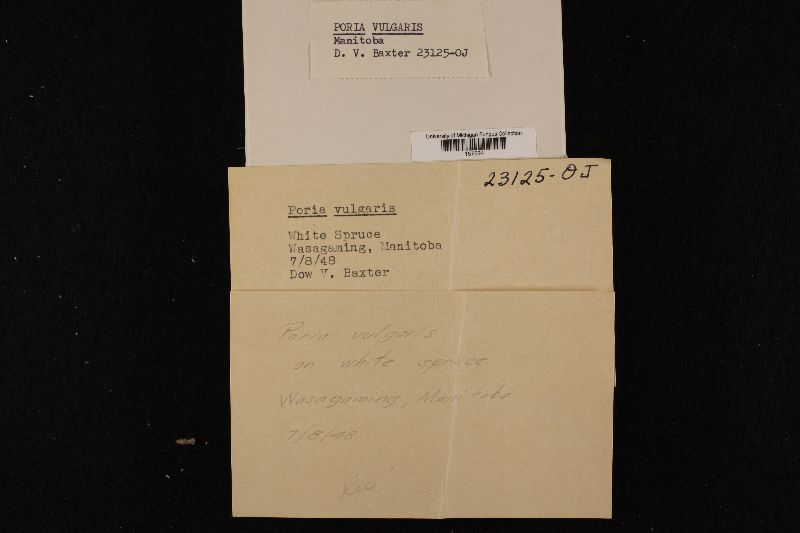 PORIA VULGARIS
Manitoba
D. V. Baxter 23125-OJ
University of Michigan Fungus Collection
23125-OJ
Poria vulgaris
White Spruce
Wasagaming, Manitoba
7/8/48
Dow V. Baxter
Poria vulgaris
on white spruce
Wasagaming, Manitoba
7/8/48